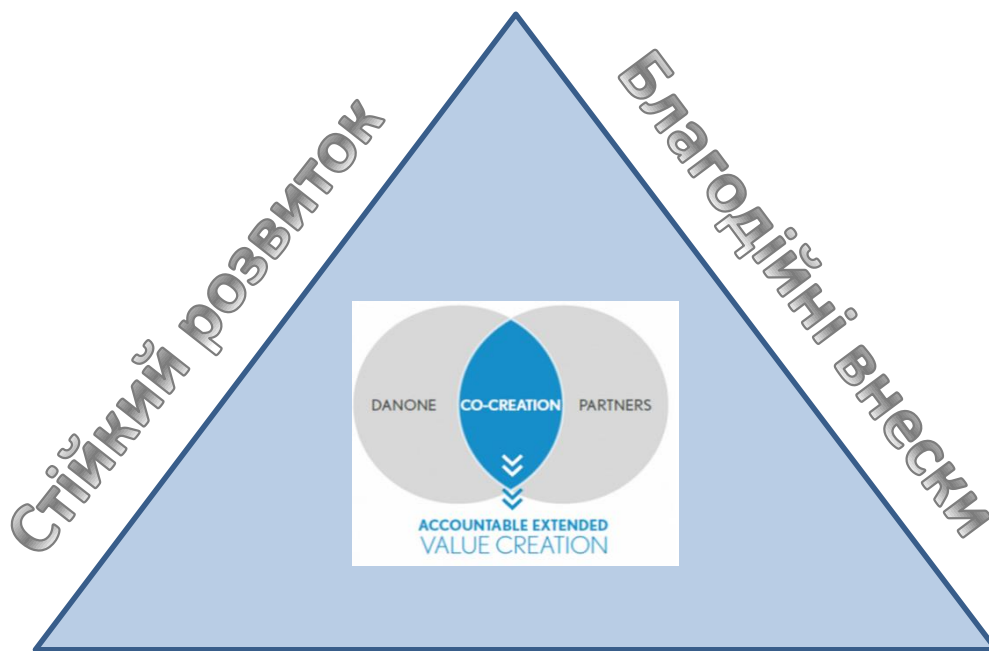 Стійкий розвиток
Благодійні внески
DANONE
CO-CREATION
PARTNERS
ACCOUNTABLE EXTENDED
VALUE CREATION